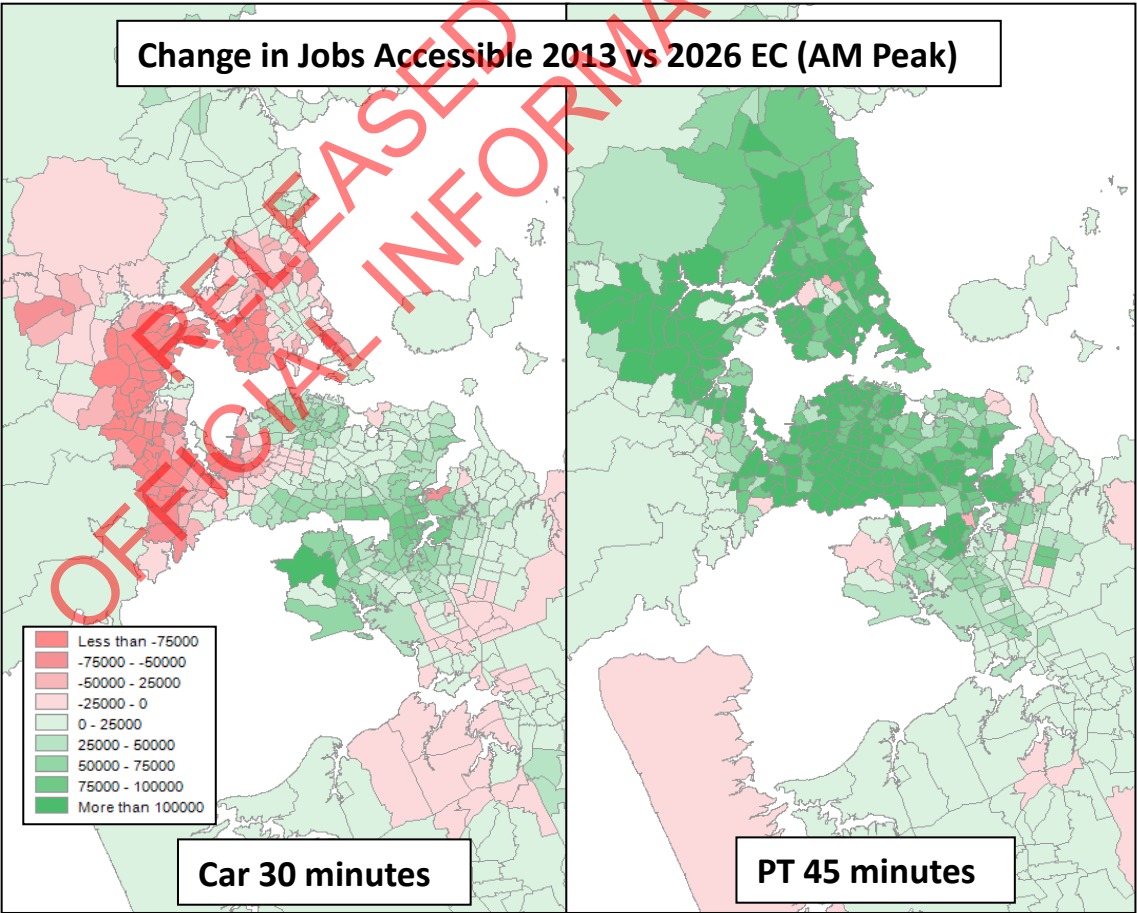 Change in Jobs Accessible 2013 vs 2026 EC (AM Peak)
RELEASED
OFFICIAL INFORMA
Less than -75000
-75000 - -50000
-50000 - 25000
-25000 - 0
0 - 25000
25000 - 50000
50000 - 75000
75000 - 100000
More than 100000
Car 30 minutes
PT 45 minutes